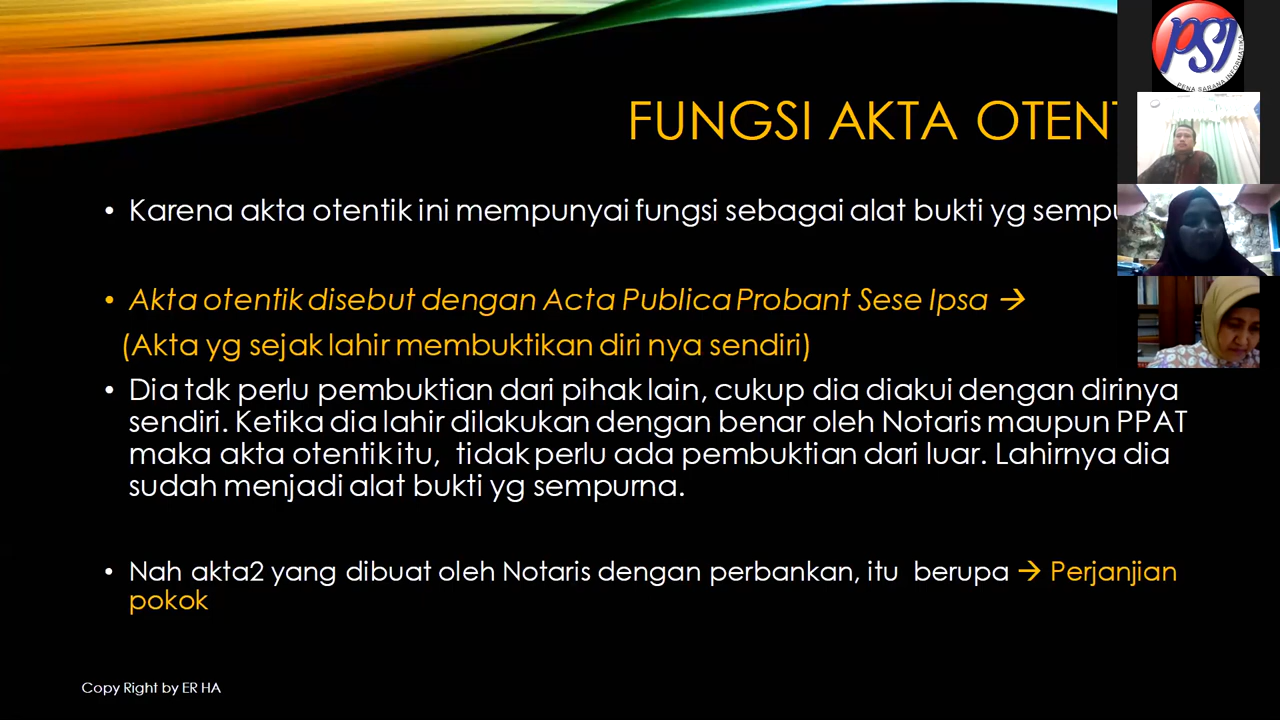 FUNGSI AKTA
• Karena akta otentik ini mempunyai fungsi sebagai alat bukti yg
• Akta otentik disebut dengan Acta Publica Probant Sese Ipsa →
(Akta yg sejak lahir membuktikan diri nya sendiri)
• Dia tdk perlu pembuktian dari pihak lain, cukup dia diakui dengan dirinya
sendiri. Ketika dia lahir dilakukan dengan benar oleh Notaris maupun PPAT
maka akta otentik itu, tidak perlu ada pembuktian dari luar. Lahirnya dia
sudah menjadi alat bukti yg sempurna.
• Nah akta2 yang dibuat oleh Notaris dengan perbankan, itu berupa → Perjanjian
pokok
Copy Right by ER HA
PSI
PENA SARANA INFORMATIKA